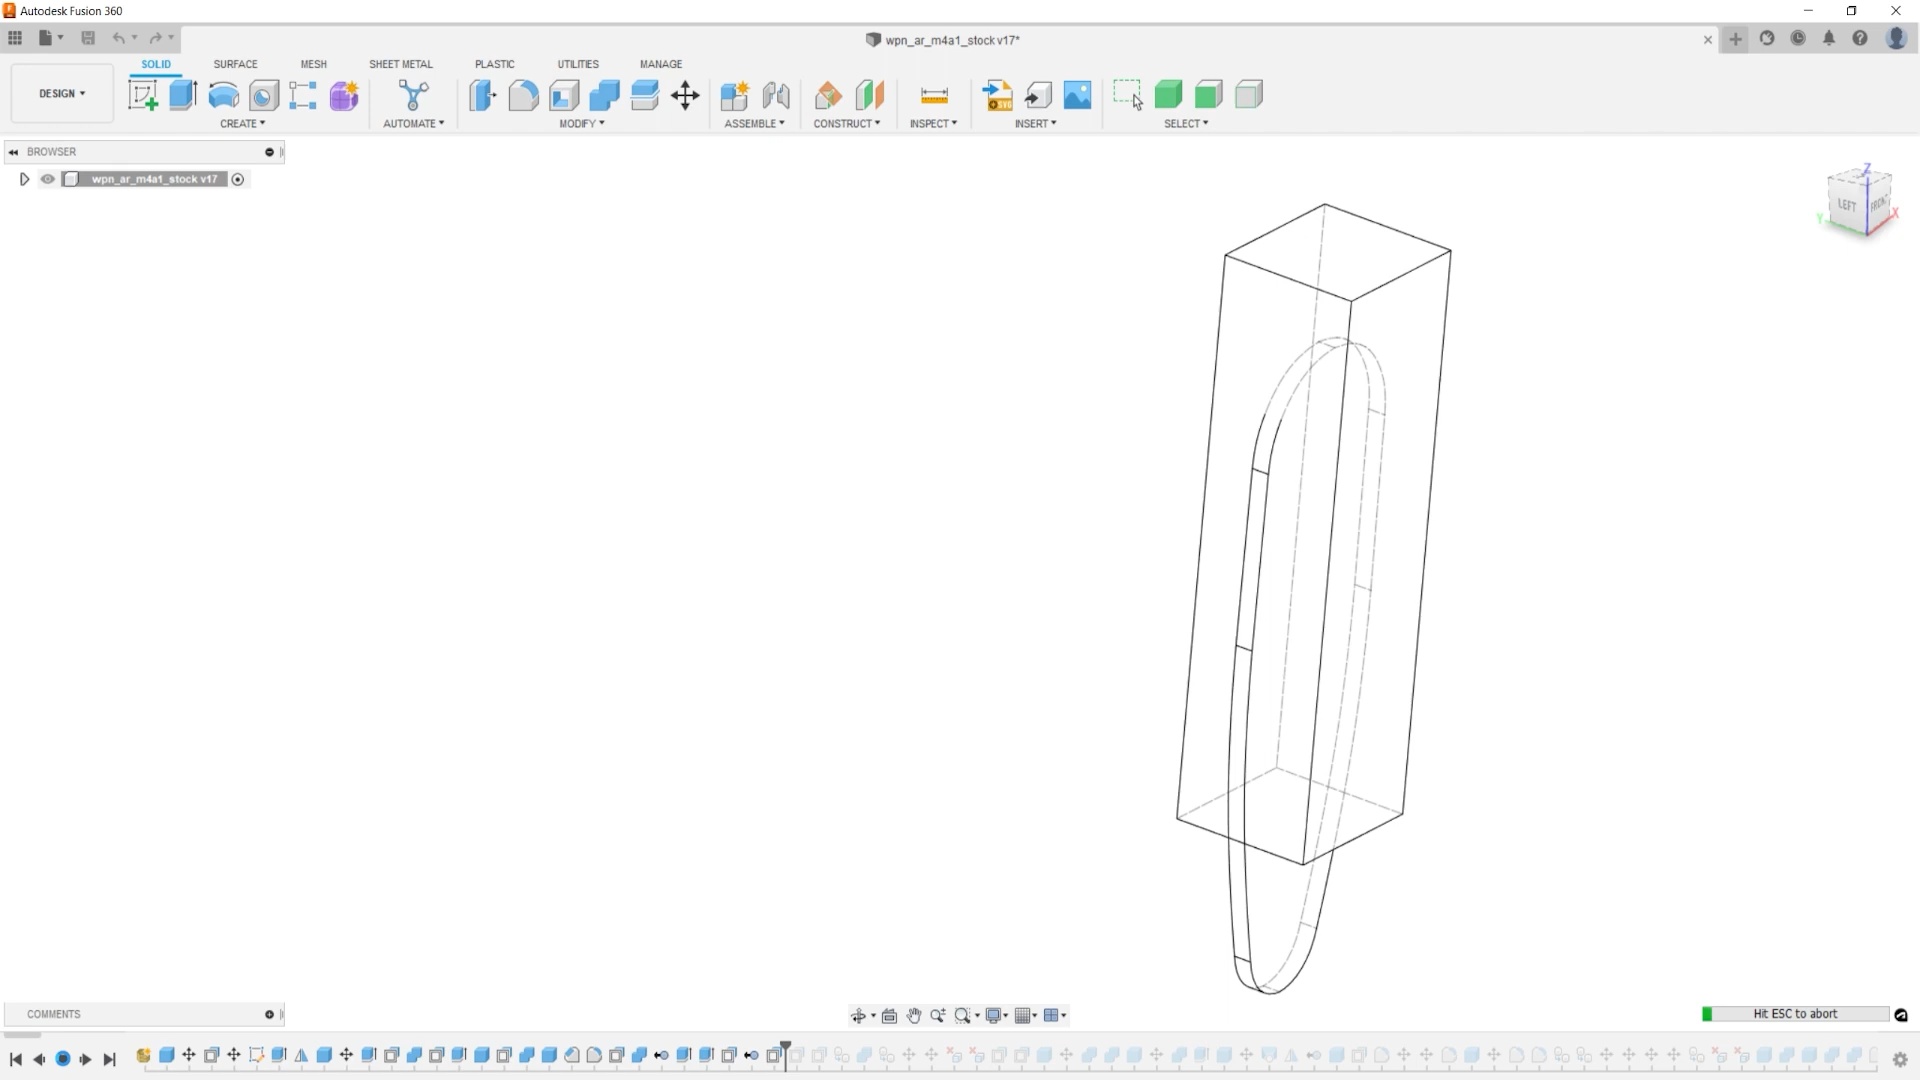 Autodesk Fusion 360
wpn_ar_m4a1_stock v17*
SOLID SURFACE MESH SHEET METAL PLASTIC UTILITIES MANAGE
DESIGN
CREATE AUTOMATE MODIFY ASSEMBLE CONSTRUCT INSPECT INSERT SELECT
SVG
BROWSER
wpn_ar_m4a1_stock v17
Z
LEFT FRONT
Y X
COMMENTS
Hit ESC to abort